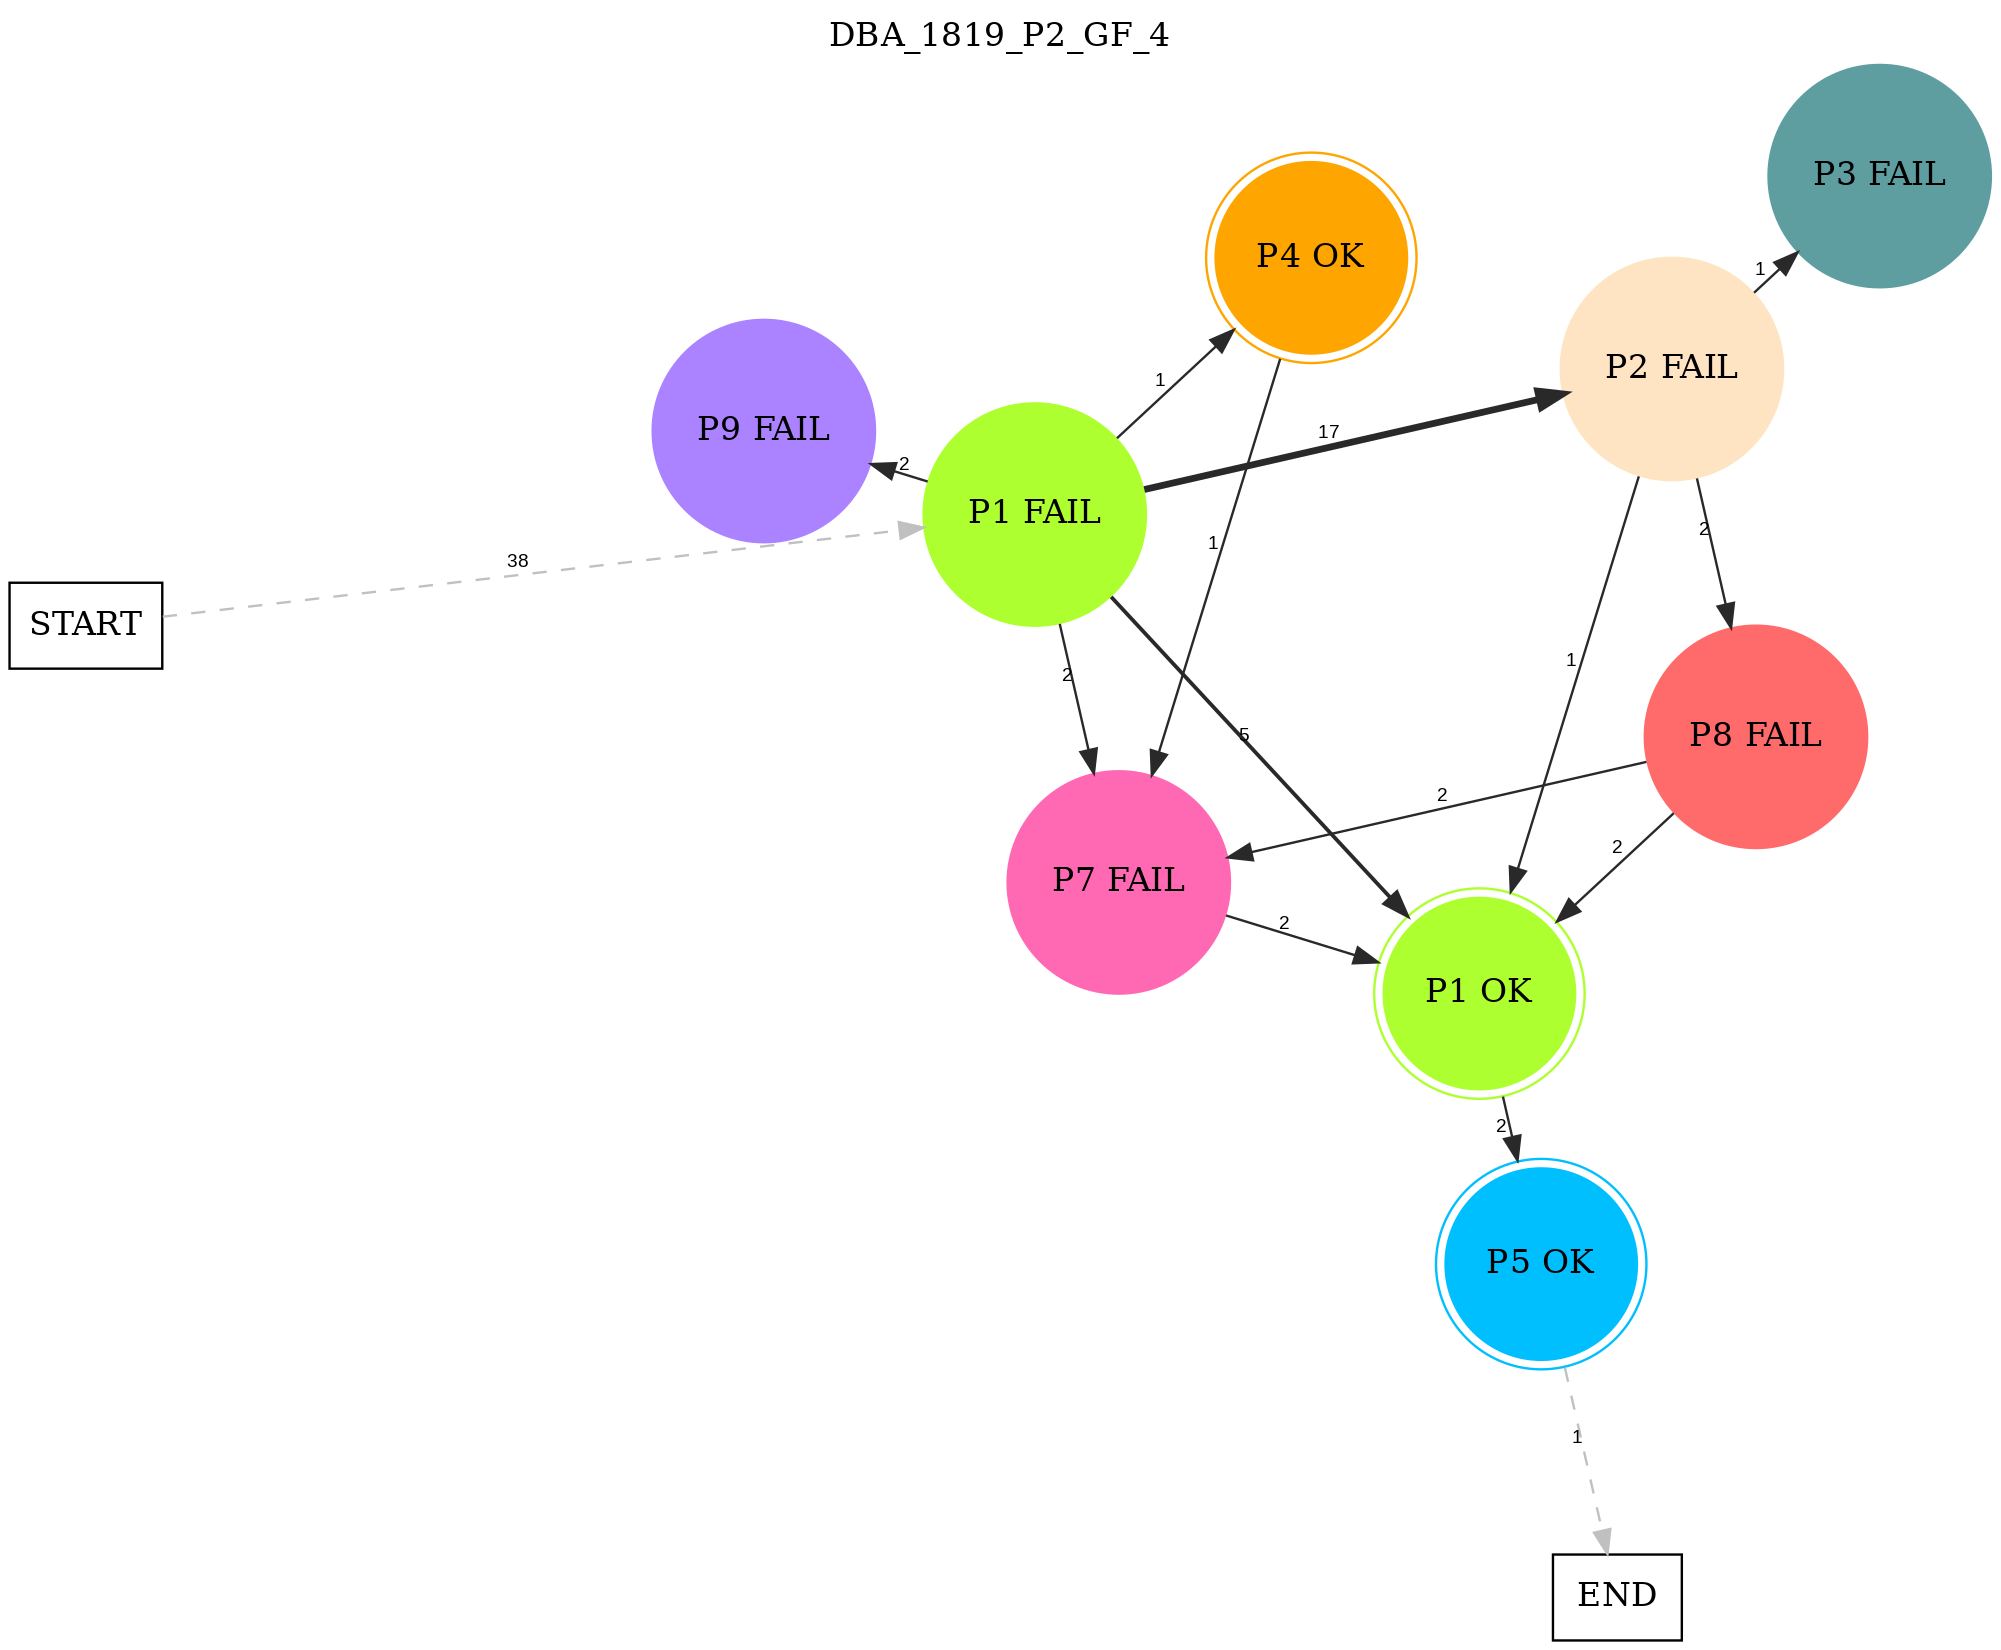 DBA_1819_P2_GF_4
P3 FAIL
P4 OK
1
P2 FAIL
1
P9 FAIL
17
2
P1 FAIL
38
2
1
START
1
2
5
P8 FAIL
2
2
P7 FAIL
2
P1 OK
2
P5 OK
1
END